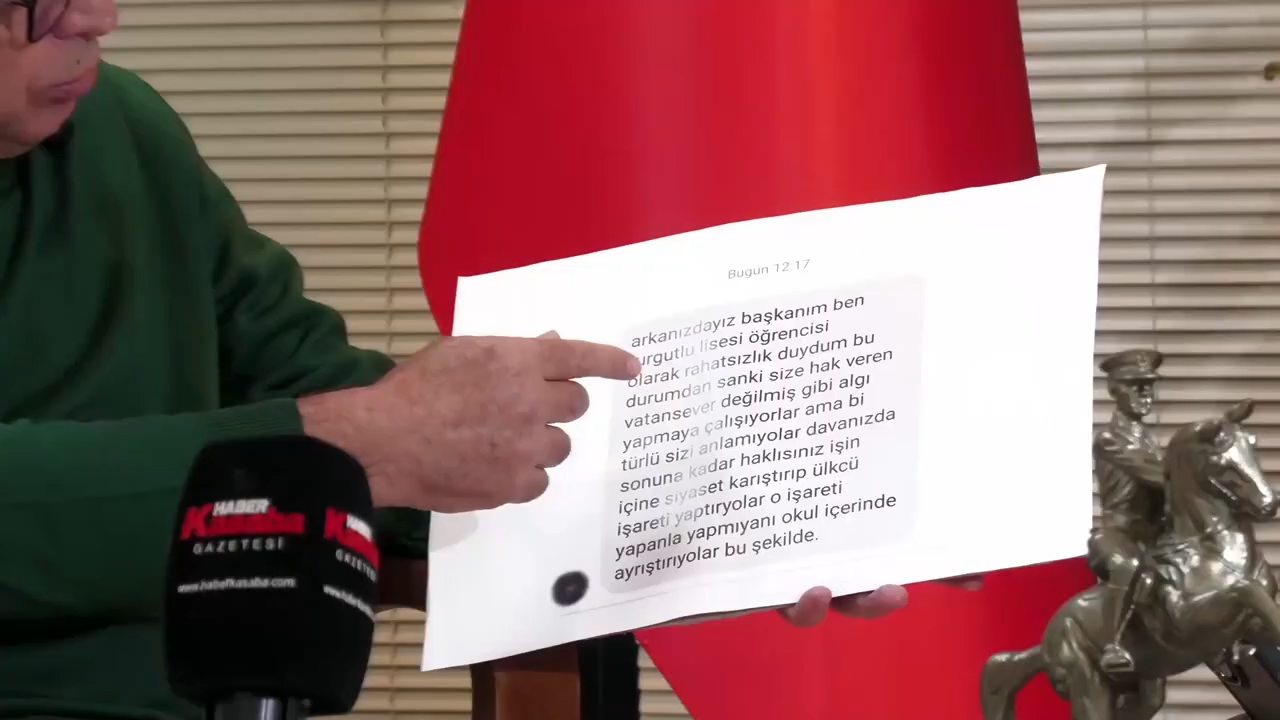 Bugün 12:17
arkanızdayız başkanım ben
urgutlu lisesi öğrencisi
olarak rahatsızlık duydum bu
durumdan sanki size hak veren
vatansever değilmiş gibi algı
yapmaya çalışıyorlar ama bi
türlü sizi anlamıyolar davanızda
sonuna kadar haklısınız işin
içine siyaset karıştırıp ülkcü
işareti yaptıryolar o işareti
yapanla yapmıyanı okul içerinde
ayrıştırıyolar bu şekilde.
HABER
Kasaba
GAZETESİ
www.haberkasaba.com